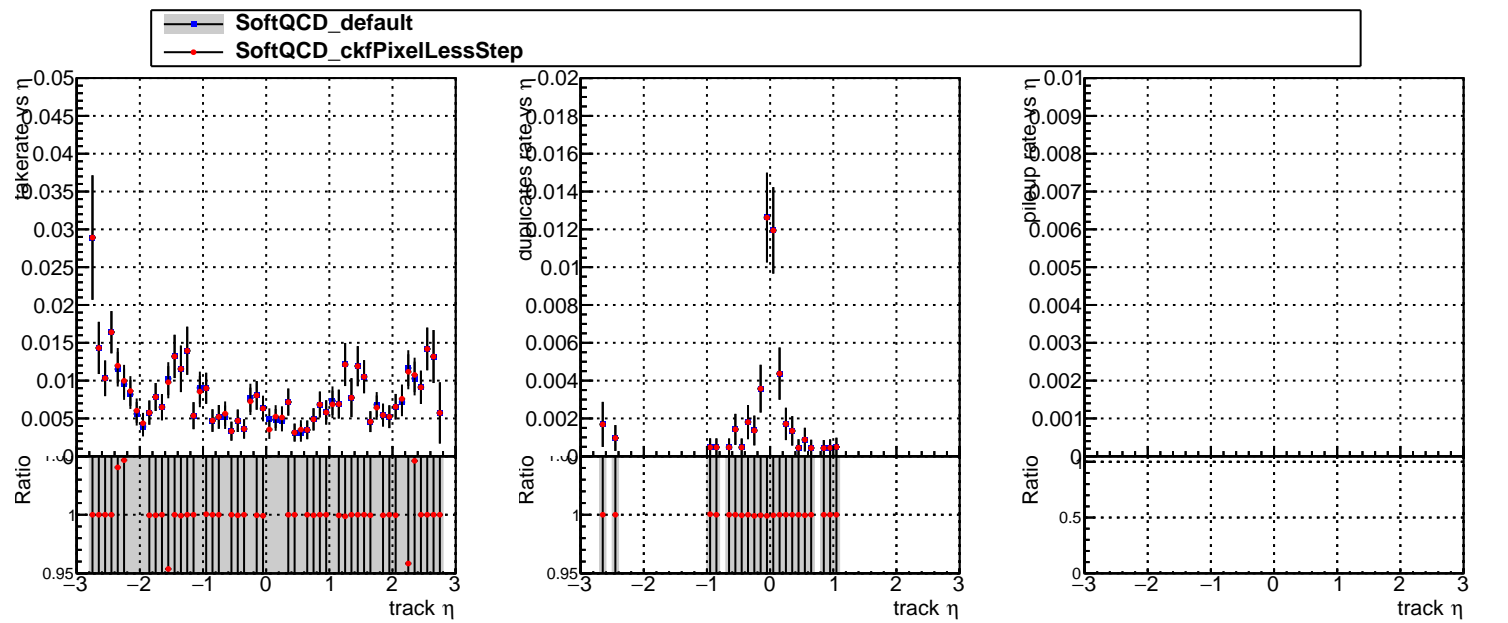 SoftQCD_default
SoftQCD_ckfPixelLessStep
fakerate vs η
0.05
0.045
0.04
0.035
0.03
0.025
0.02
0.015
0.01
0.005
0
Ratio
1
0.95
−3 −2 −1 0 1 2 3
track η
duplicates rate vs η
0.02
0.018
0.016
0.014
0.012
0.01
0.008
0.006
0.004
0.002
0
Ratio
1
0.95
−3 −2 −1 0 1 2 3
track η
pileup rate vs η
0.01
0.009
0.008
0.007
0.006
0.005
0.004
0.003
0.002
0.001
Ratio
0.5
0
−3 −2 −1 0 1 2 3
track η